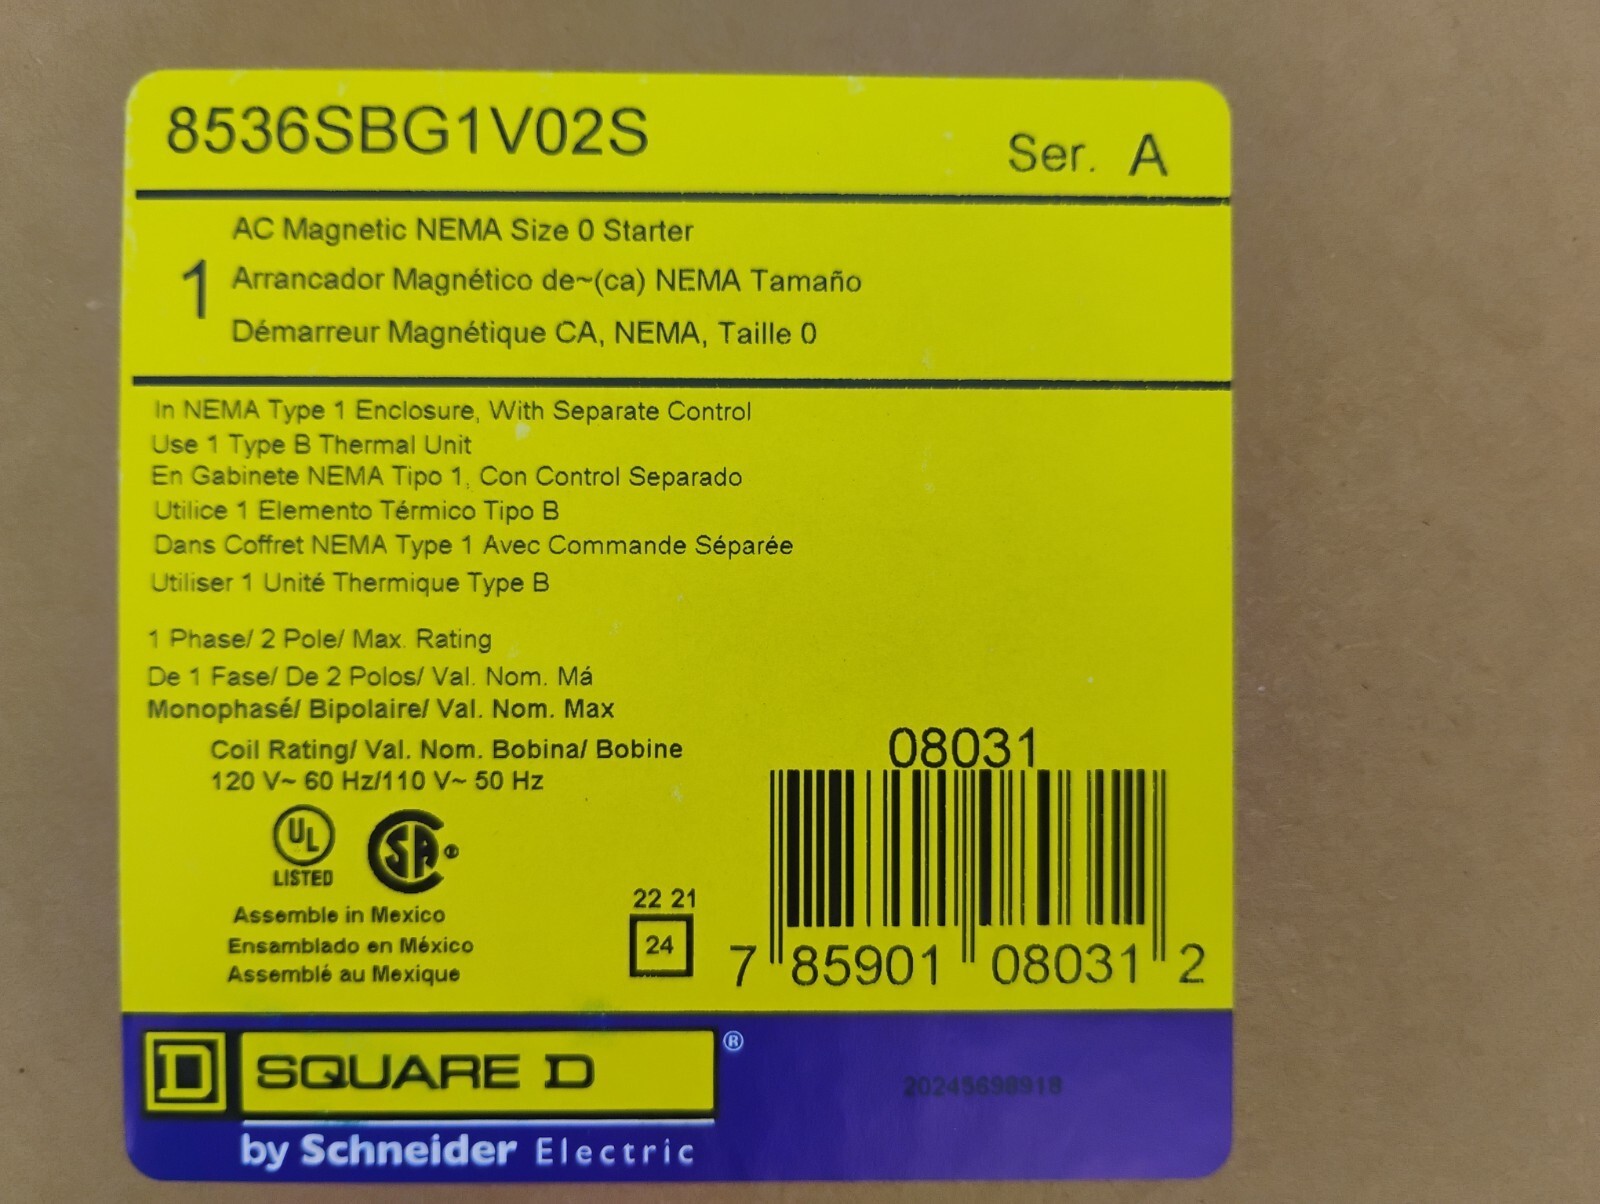 8536SBG1V02S
Ser. A
1
AC Magnetic NEMA Size 0 Starter
Arrancador Magnético de~(ca) NEMA Tamaño
Démarreur Magnétique CA, NEMA, Taille 0
In NEMA Type 1 Enclosure, With Separate Control
Use 1 Type B Thermal Unit
En Gabinete NEMA Tipo 1, Con Control Separado
Utilice 1 Elemento Térmico Tipo B
Dans Coffret NEMA Type 1 Avec Commande Séparée
Utiliser 1 Unité Thermique Type B
1 Phase/ 2 Pole/ Max. Rating
De 1 Fase/ De 2 Polos/ Val. Nom. Má
Monophasé/ Bipolaire/ Val. Nom. Max
Coil Rating/ Val. Nom. Bobina/ Bobine
120 V~ 60 Hz/110 V~ 50 Hz
UL
LISTED
SA ®
Assemble in Mexico
Ensamblado en México
Assemblé au Mexique
22 21
24
08031
7 85901 08031 2
D SQUARE D ®
by Schneider Electric
20245698918